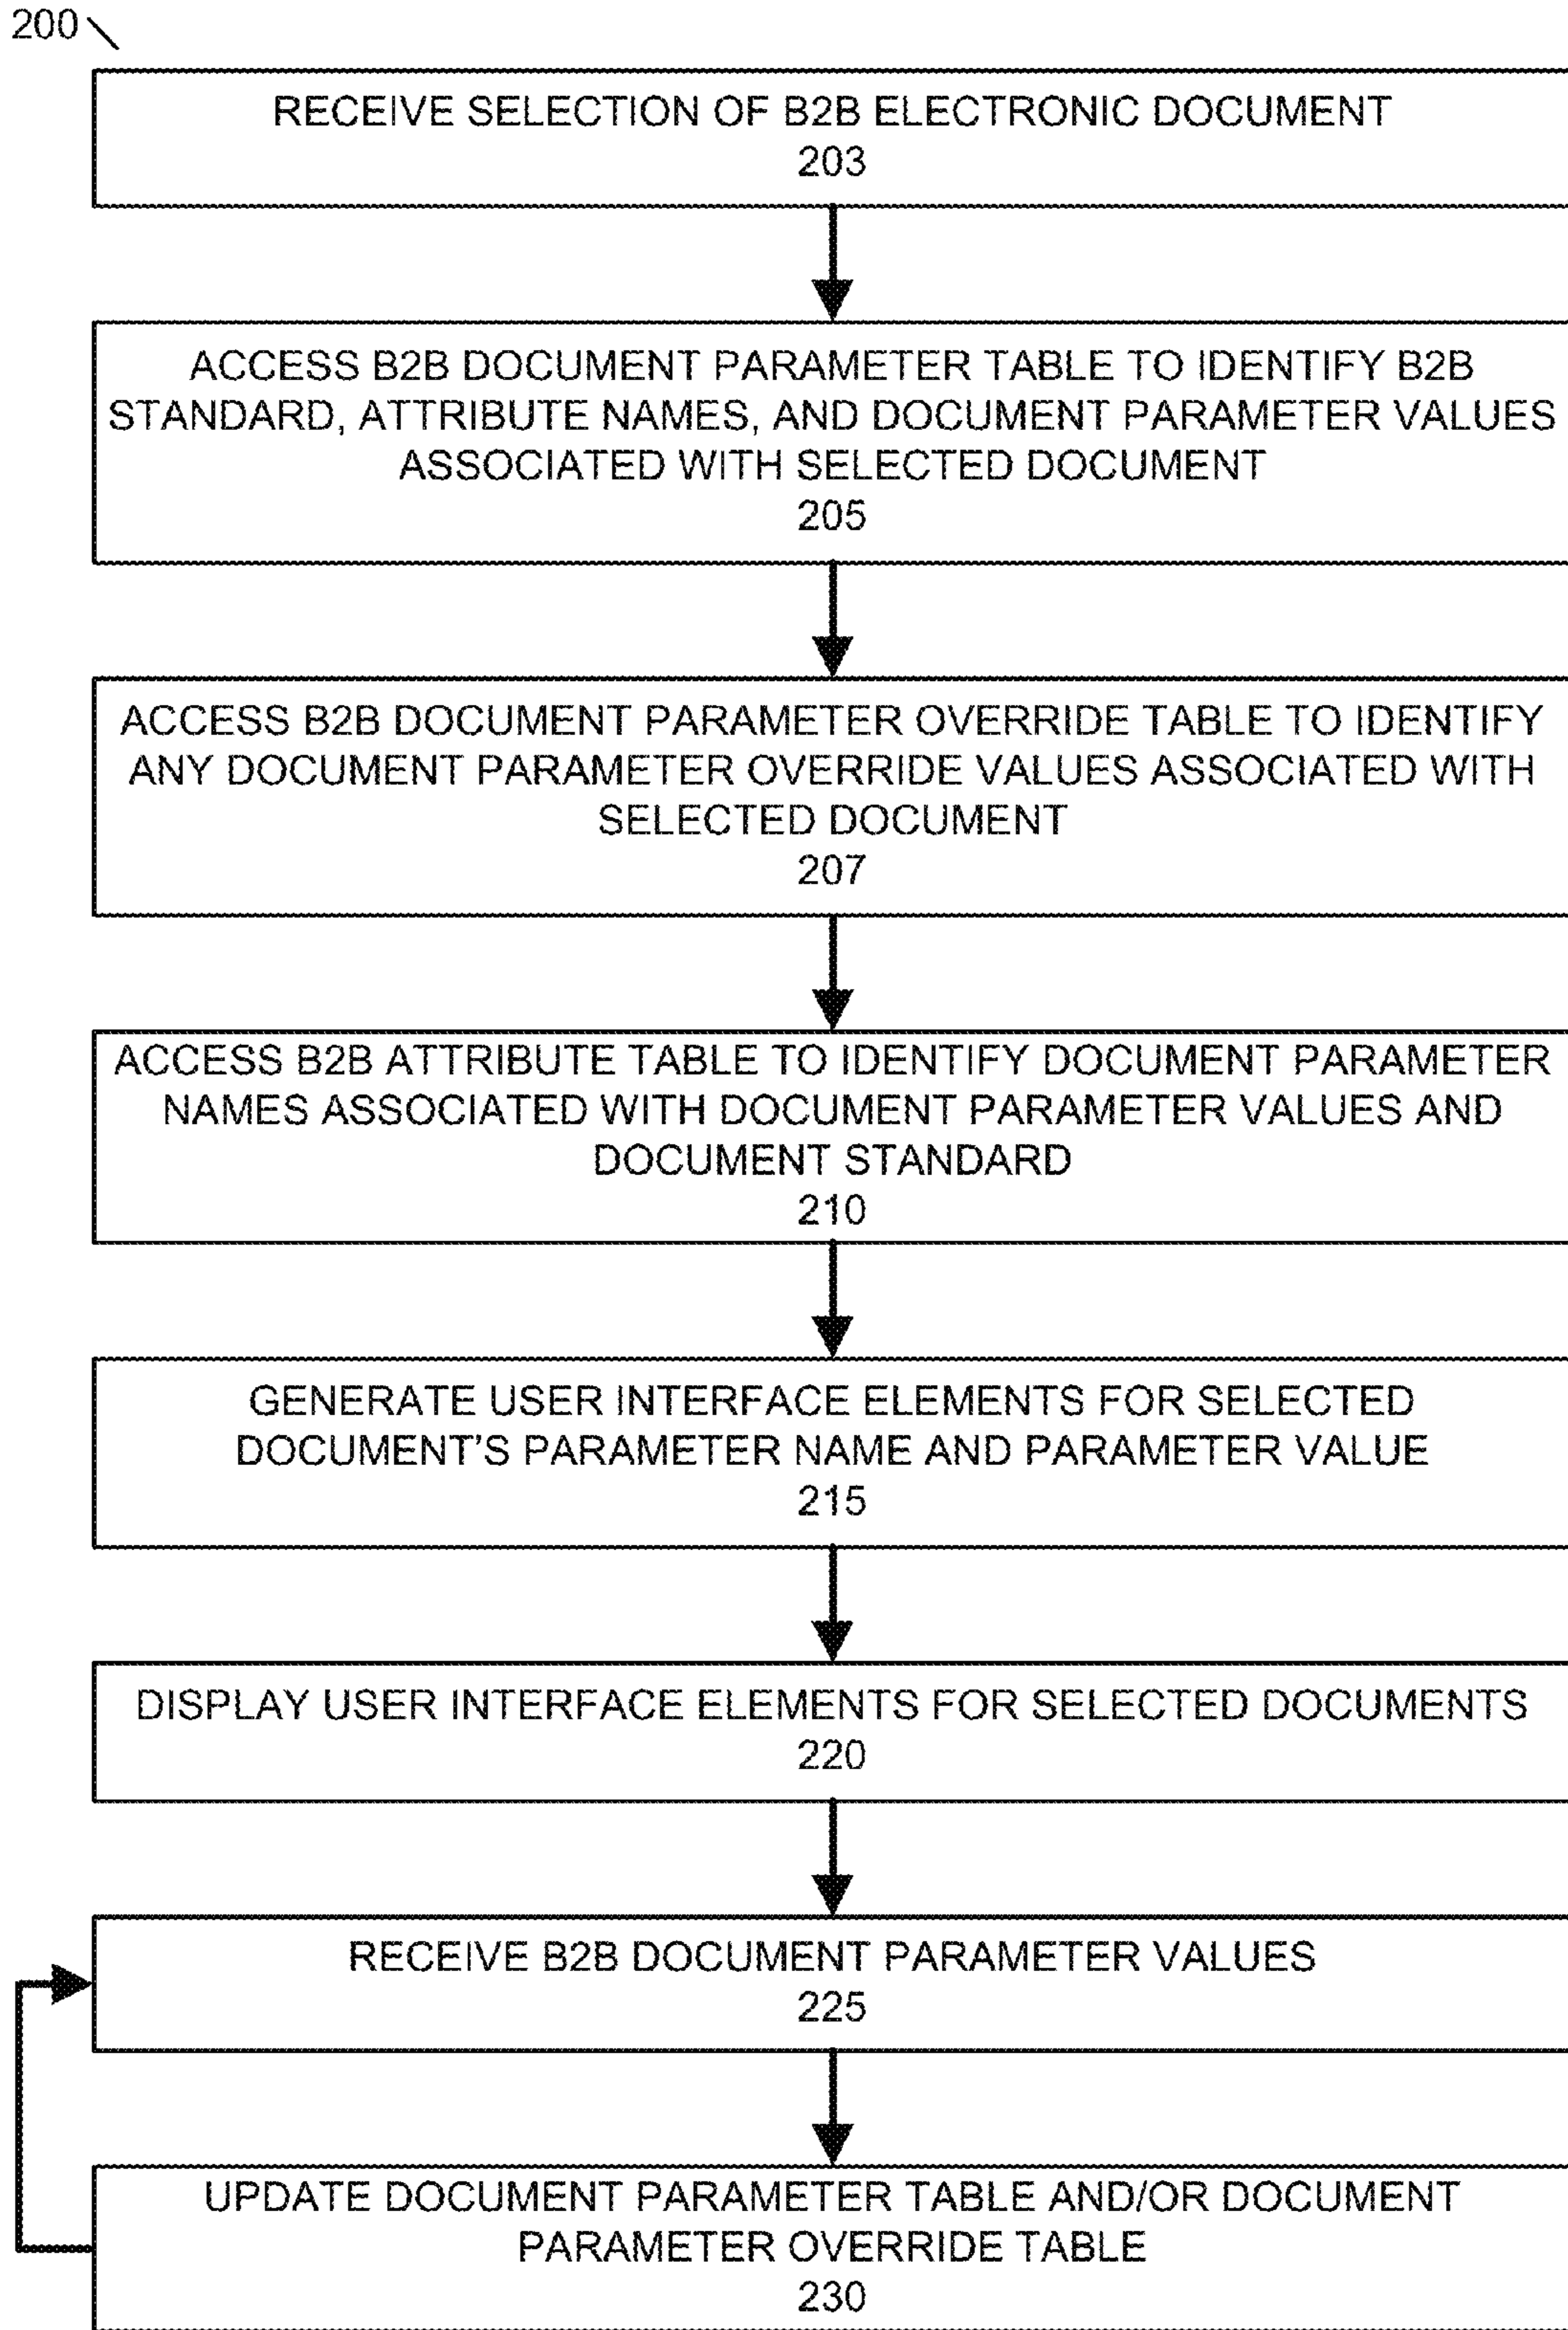 200
RECEIVE SELECTION OF B2B ELECTRONIC DOCUMENT
203
ACCESS B2B DOCUMENT PARAMETER TABLE TO IDENTIFY B2B
STANDARD, ATTRIBUTE NAMES, AND DOCUMENT PARAMETER VALUES
ASSOCIATED WITH SELECTED DOCUMENT
205
ACCESS B2B DOCUMENT PARAMETER OVERRIDE TABLE TO IDENTIFY
ANY DOCUMENT PARAMETER OVERRIDE VALUES ASSOCIATED WITH
SELECTED DOCUMENT
207
ACCESS B2B ATTRIBUTE TABLE TO IDENTIFY DOCUMENT PARAMETER
NAMES ASSOCIATED WITH DOCUMENT PARAMETER VALUES AND
DOCUMENT STANDARD
210
GENERATE USER INTERFACE ELEMENTS FOR SELECTED
DOCUMENT'S PARAMETER NAME AND PARAMETER VALUE
215
DISPLAY USER INTERFACE ELEMENTS FOR SELECTED DOCUMENTS
220
RECEIVE B2B DOCUMENT PARAMETER VALUES
225
UPDATE DOCUMENT PARAMETER TABLE AND/OR DOCUMENT
PARAMETER OVERRIDE TABLE
230